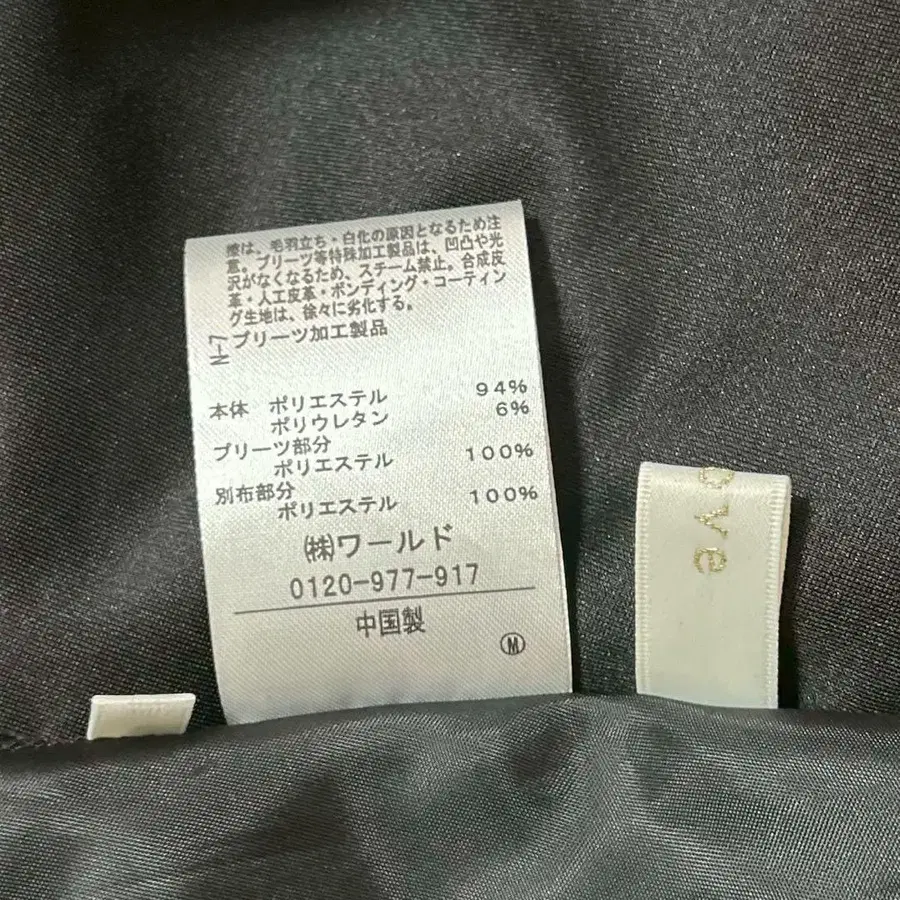 擦は、毛羽立ち・白化の原因となるため注
意。プリーツ等特殊加工製品は、凹凸や光
沢がなくなるため、スチーム禁止。合成皮
革・人工皮革・ボンディング・コーティン
グ生地は、徐々に劣化する。
N-7 プリーツ加工製品
本体 ポリエステル 94%
ポリウレタン 6%
プリーツ部分
ポリエステル 100%
別布部分
ポリエステル 100%
㈱ワールド
0120-977-917
中国製
Ⓜ
ove